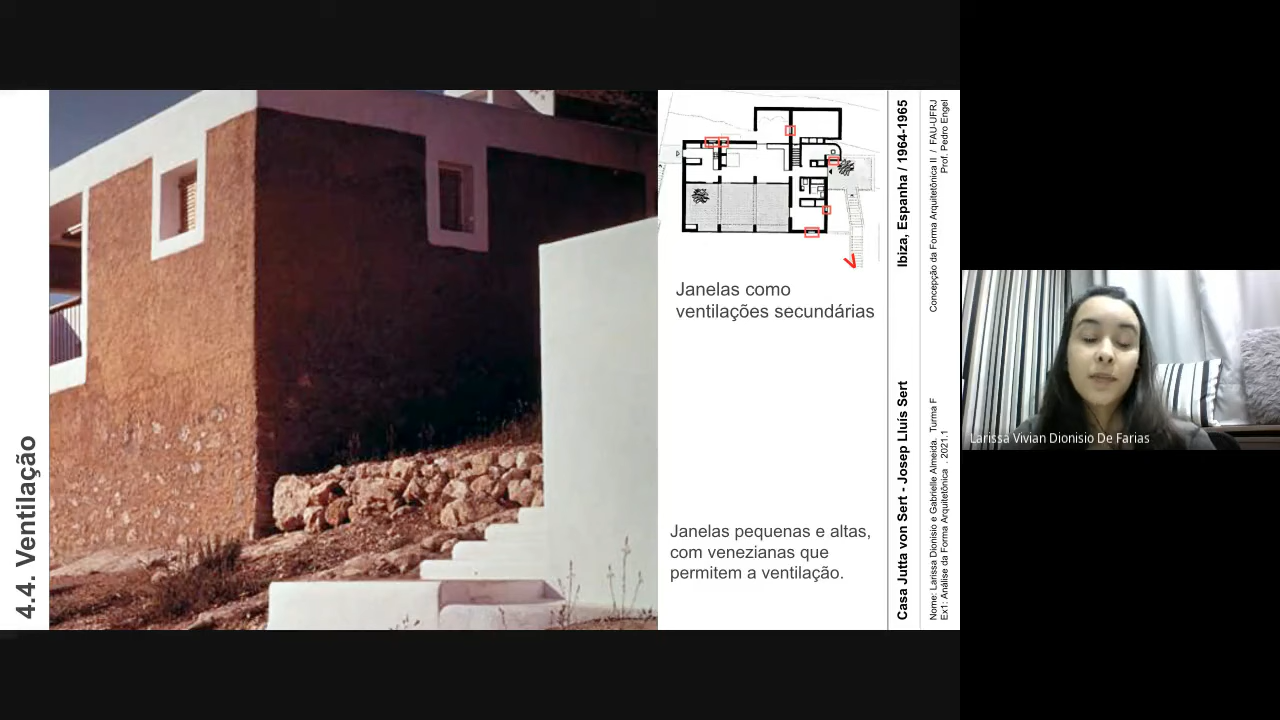 4.4. Ventilação
Janelas como
ventilações secundárias
Janelas pequenas e altas,
com venezianas que
permitem a ventilação.
Casa Jutta von Sert - Josep Lluís Sert
Ibiza, Espanha / 1964-1965
Nome: Larissa Dionisio e Gabrielle Almeida. Turma F
Ex1: Análise da Forma Arquitetônica . 2021.1
Concepção da Forma Arquitetônica II / FAU-UFRJ
Prof. Pedro Engel
Larissa Vivian Dionisio De Farias